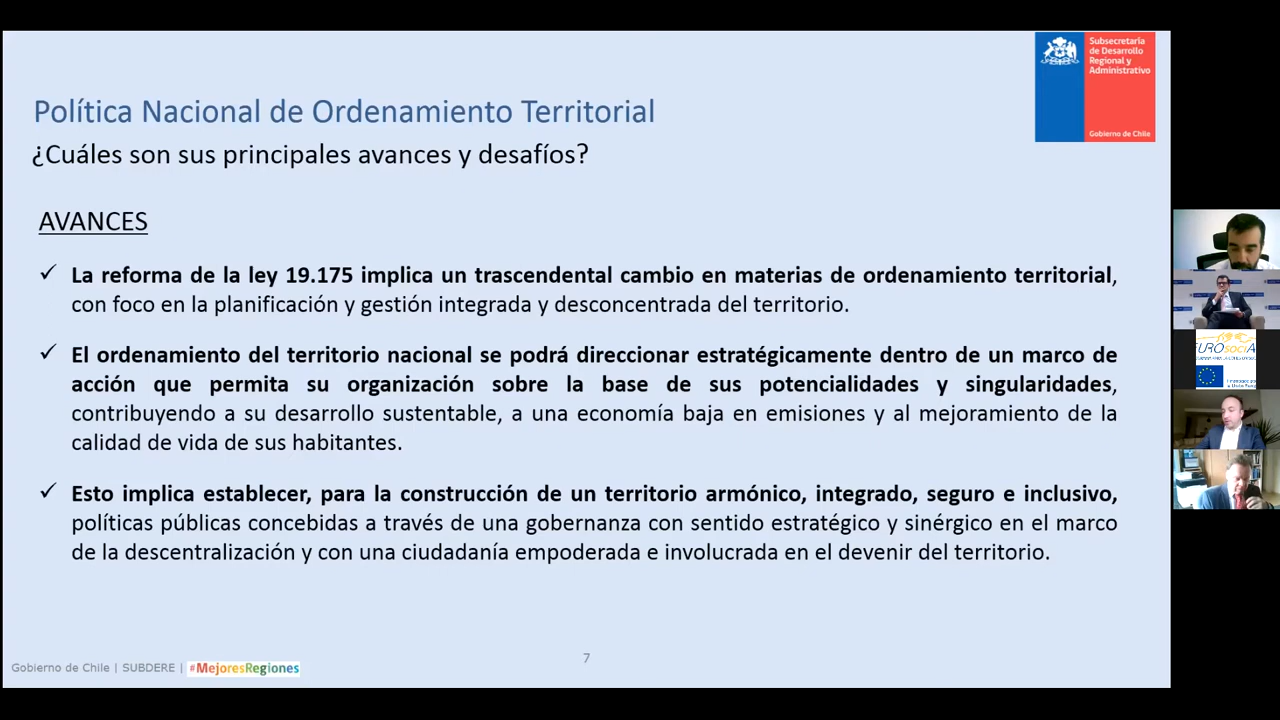 Subsecretaría
de Desarrollo
Regional y
Administrativo
Gobierno de Chile
Política Nacional de Ordenamiento Territorial
¿Cuáles son sus principales avances y desafíos?
AVANCES
✓ La reforma de la ley 19.175 implica un trascendental cambio en materias de ordenamiento territorial,
con foco en la planificación y gestión integrada y desconcentrada del territorio.
✓ El ordenamiento del territorio nacional se podrá direccionar estratégicamente dentro de un marco de
acción que permita su organización sobre la base de sus potencialidades y singularidades,
contribuyendo a su desarrollo sustentable, a una economía baja en emisiones y al mejoramiento de la
calidad de vida de sus habitantes.
✓ Esto implica establecer, para la construcción de un territorio armónico, integrado, seguro e inclusivo,
políticas públicas concebidas a través de una gobernanza con sentido estratégico y sinérgico en el marco
de la descentralización y con una ciudadanía empoderada e involucrada en el devenir del territorio.
Gobierno de Chile | SUBDERE | #MejoresRegiones
7